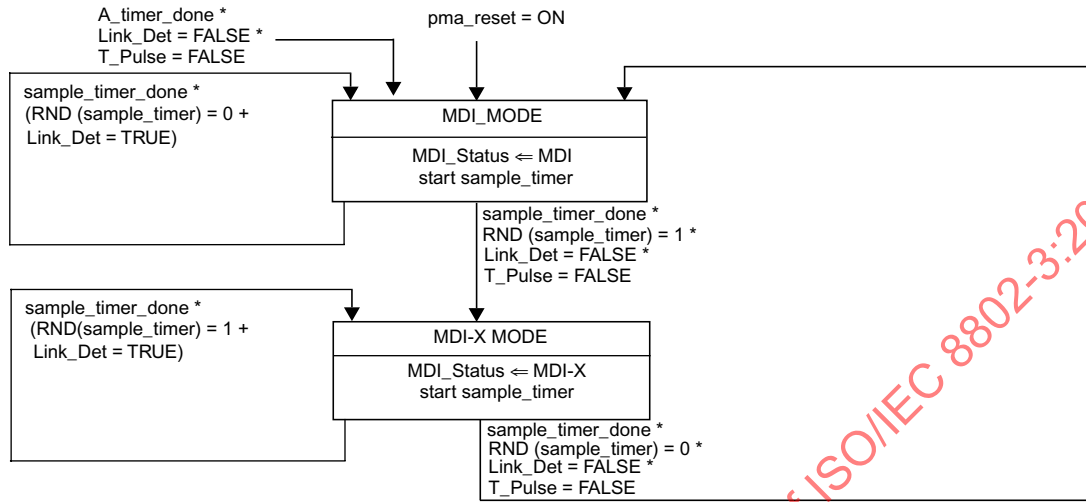 A_timer_done *
Link_Det = FALSE *
T_Pulse = FALSE
pma_reset = ON
sample_timer_done *
(RND (sample_timer) = 0 +
Link_Det = TRUE)
MDI_MODE
MDI_Status ⇐ MDI
start sample_timer
sample_timer_done *
RND (sample_timer) = 1 *
Link_Det = FALSE *
T_Pulse = FALSE
sample_timer_done *
(RND(sample_timer) = 1 +
Link_Det = TRUE)
MDI-X MODE
MDI_Status ⇐ MDI-X
start sample_timer
sample_timer_done *
RND (sample_timer) = 0 *
Link_Det = FALSE *
T_Pulse = FALSE
ISO/IEC 8802-3:20